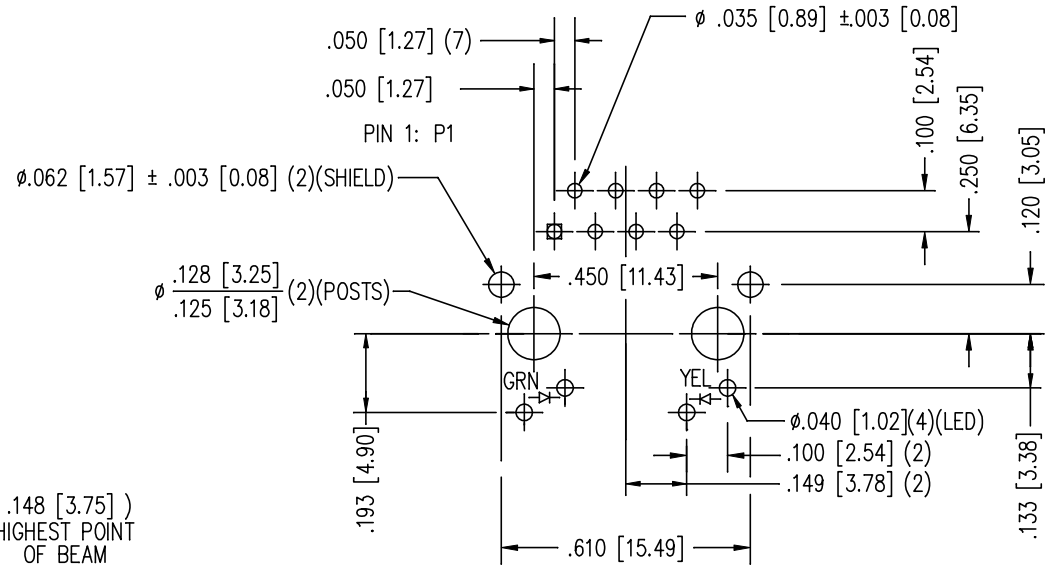 ø .035 [0.89] ±.003 [0.08]
.050 [1.27] (7)
.050 [1.27]
PIN 1: P1
.100 [2.54]
.250 [6.35]
.120 [3.05]
ø.062 [1.57] ± .003 [0.08] (2)(SHIELD)
.450 [11.43]
ø .128 [3.25]
.125 [3.18] (2)(POSTS)
GRN
YEL
ø.040 [1.02](4)(LED)
.100 [2.54] (2)
.149 [3.78] (2)
.193 [4.90]
.133 [3.38]
.148 [3.75] )
HIGHEST POINT
OF BEAM
.610 [15.49]